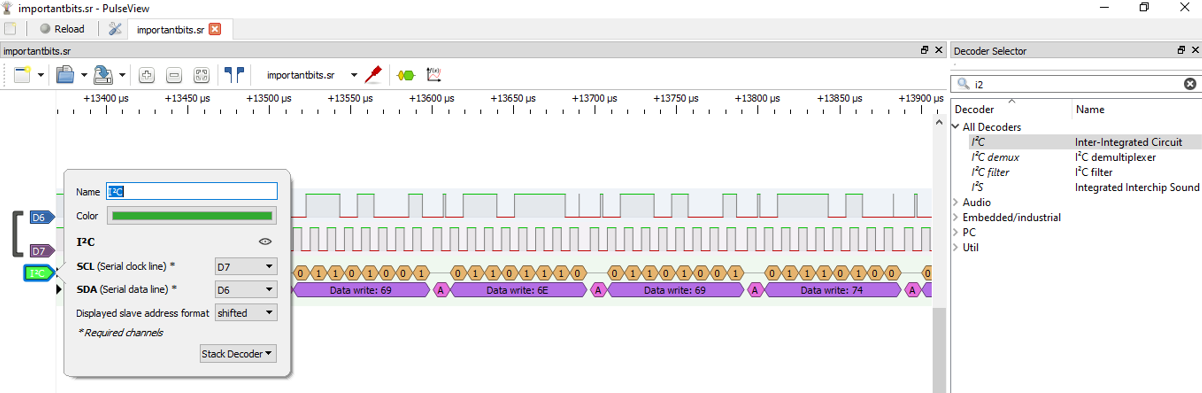 importantbits.sr - PulseView
Reload
importantbits.sr
importantbits.sr
Decoder Selector
importantbits.sr
f(x)
i2
+13400 µs +13450 µs +13500 µs +13550 µs +13600 µs +13650 µs +13700 µs +13750 µs +13800 µs +13850 µs +13900 µs
Decoder Name
All Decoders
I²C Inter-Integrated Circuit
I²C demux I²C demultiplexer
I²C filter I²C filter
I²S Integrated Interchip Sound
Audio
Embedded/industrial
PC
Util
Name I²C
Color
I²C
SCL (Serial clock line) * D7
SDA (Serial data line) * D6
Displayed slave address format shifted
* Required channels
Stack Decoder
D6
D7
I²C
0 1 1 0 1 0 0 1 0 1 1 0 1 1 1 0 0 1 1 0 1 0 0 1 0 1 1 1 0 1 0 0 0
Data write: 69 A Data write: 6E A Data write: 69 A Data write: 74 A